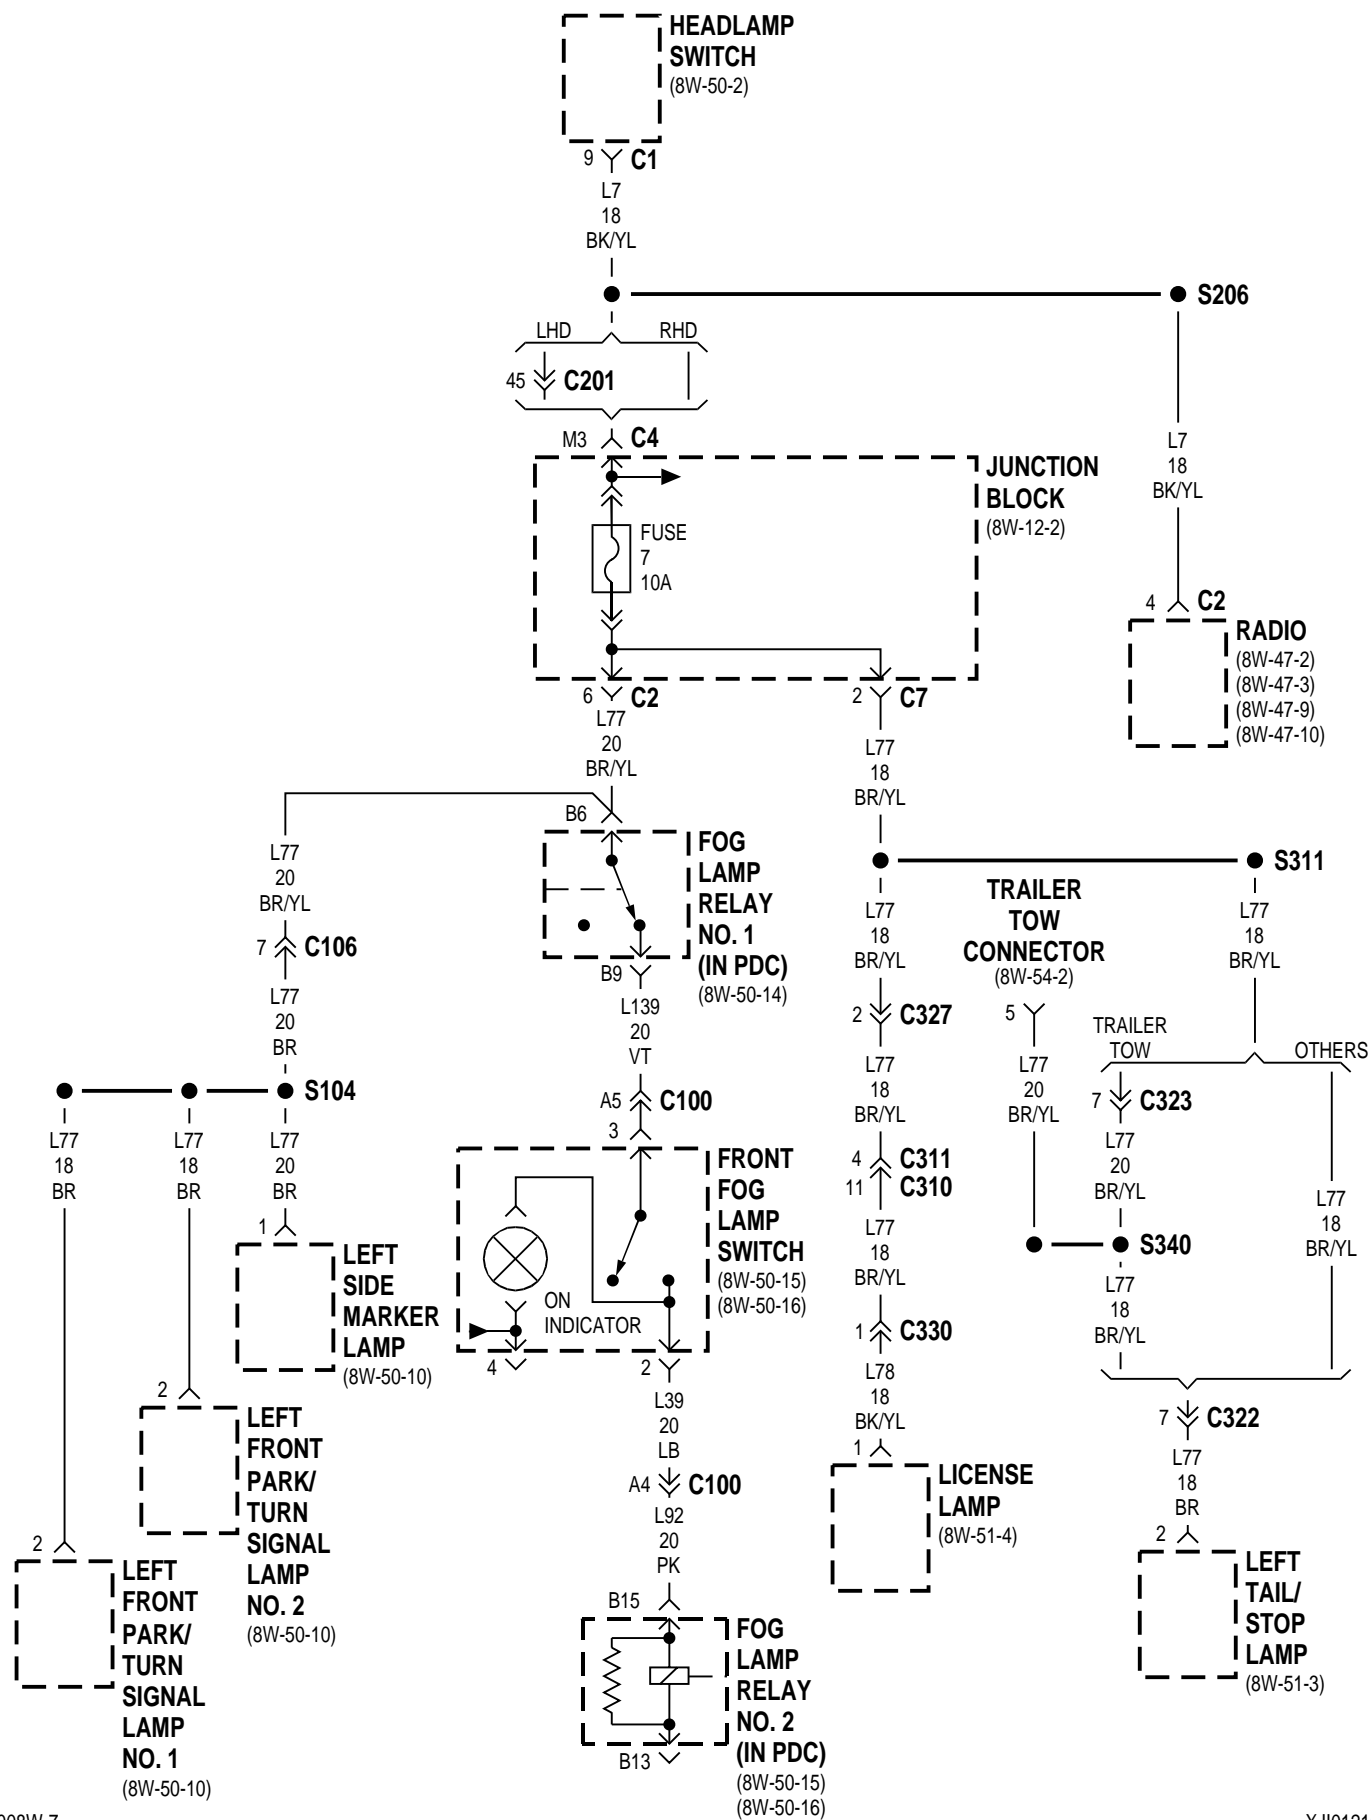 HEADLAMP
SWITCH
(8W-50-2)
9 C1
L7
18
BK/YL
S206
LHD RHD
45 C201
M3 C4
JUNCTION
BLOCK
(8W-12-2)
FUSE
7
10A
L7
18
BK/YL
4 C2
RADIO
(8W-47-2)
(8W-47-3)
(8W-47-9)
(8W-47-10)
6 C2
L77
20
BR/YL
2 C7
L77
18
BR/YL
B6
FOG
LAMP
RELAY
NO. 1
(IN PDC)
(8W-50-14)
B9
L139
20
VT
A5 C100
3
L77
20
BR/YL
7 C106
L77
20
BR
S104
L77
18
BR
L77
18
BR
L77
20
BR
1
LEFT
SIDE
MARKER
LAMP
(8W-50-10)
2
LEFT
FRONT
PARK/
TURN
SIGNAL
LAMP
NO. 2
(8W-50-10)
2
LEFT
FRONT
PARK/
TURN
SIGNAL
LAMP
NO. 1
(8W-50-10)
FRONT
FOG
LAMP
SWITCH
(8W-50-15)
(8W-50-16)
ON
INDICATOR
4 2
L39
20
LB
A4 C100
L92
20
PK
B15
FOG
LAMP
RELAY
NO. 2
(IN PDC)
(8W-50-15)
(8W-50-16)
B13
S311
L77
18
BR/YL
2 C327
L77
18
BR/YL
4 C311
11 C310
L77
18
BR/YL
1 C330
L78
18
BK/YL
1
LICENSE
LAMP
(8W-51-4)
TRAILER
TOW
CONNECTOR
(8W-54-2)
5
L77
20
BR/YL
L77
18
BR/YL
TRAILER
TOW
OTHERS
7 C323
L77
20
BR/YL
S340
L77
18
BR/YL
L77
18
BR/YL
7 C322
L77
18
BR
2
LEFT
TAIL/
STOP
LAMP
(8W-51-3)